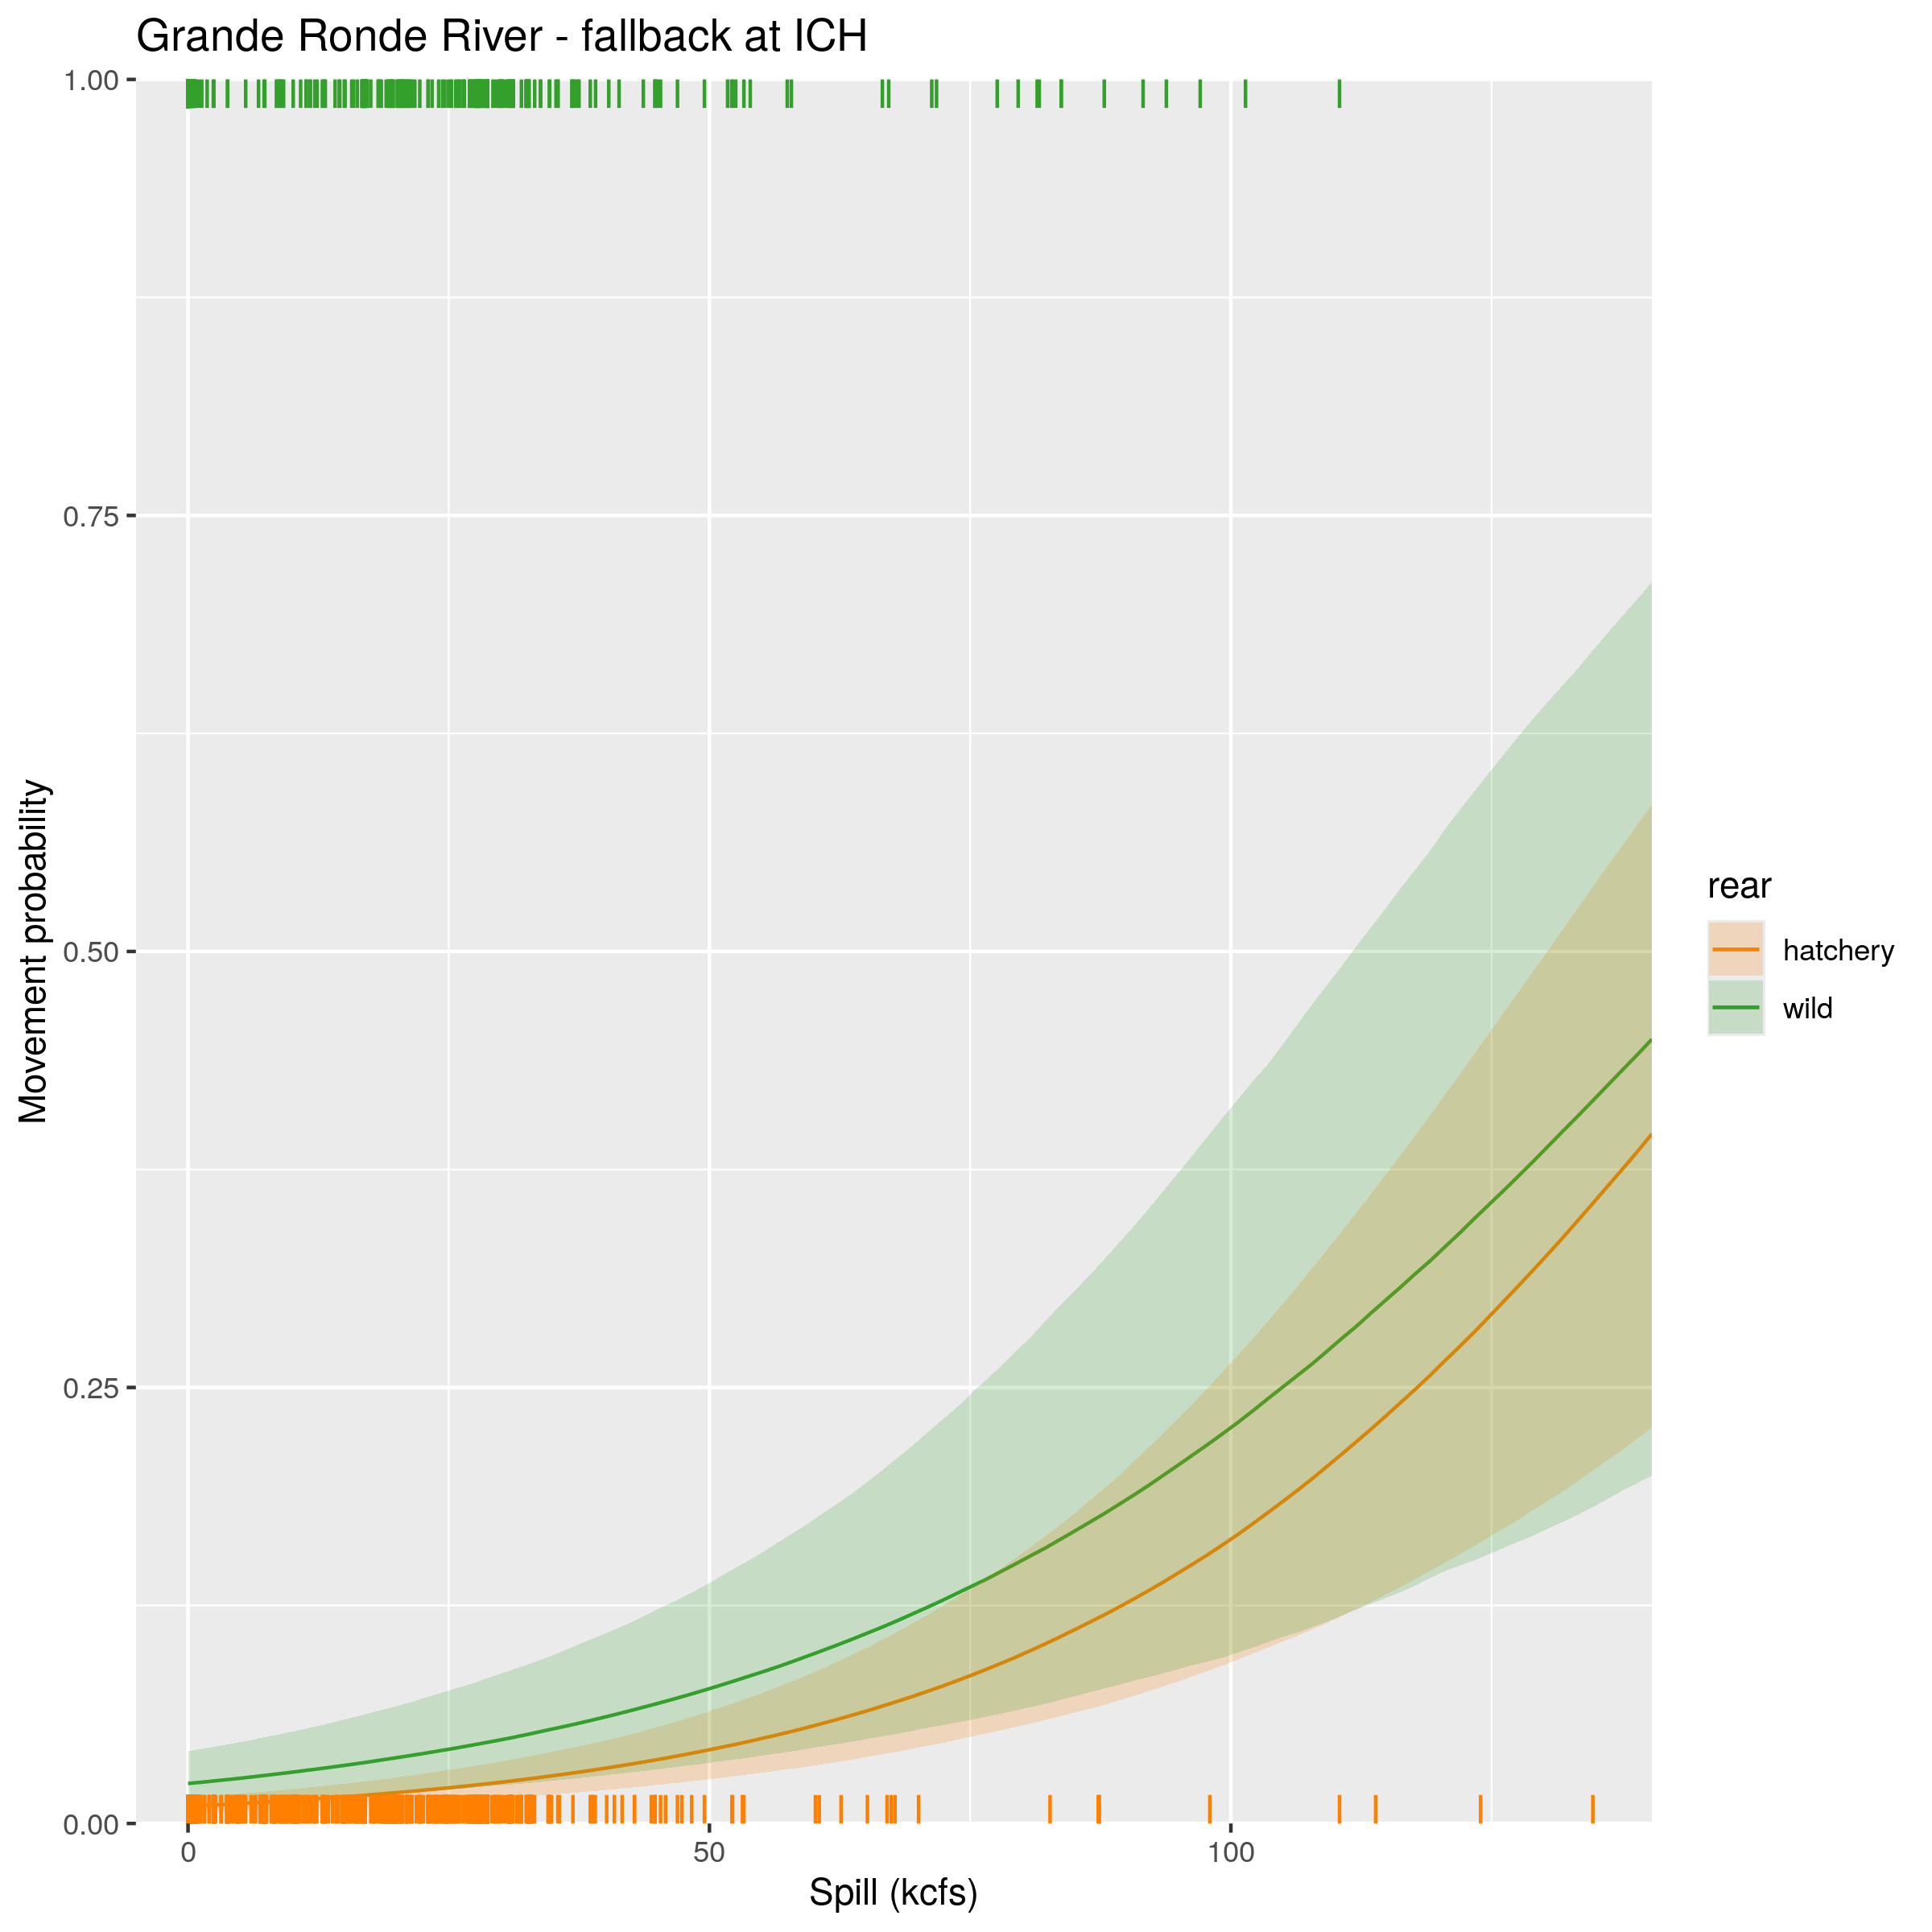 Grande Ronde River - fallback at ICH
1.00
0.75
0.50
0.25
0.00
Movement probability
0
50
100
Spill (kcfs)
rear
hatchery
wild